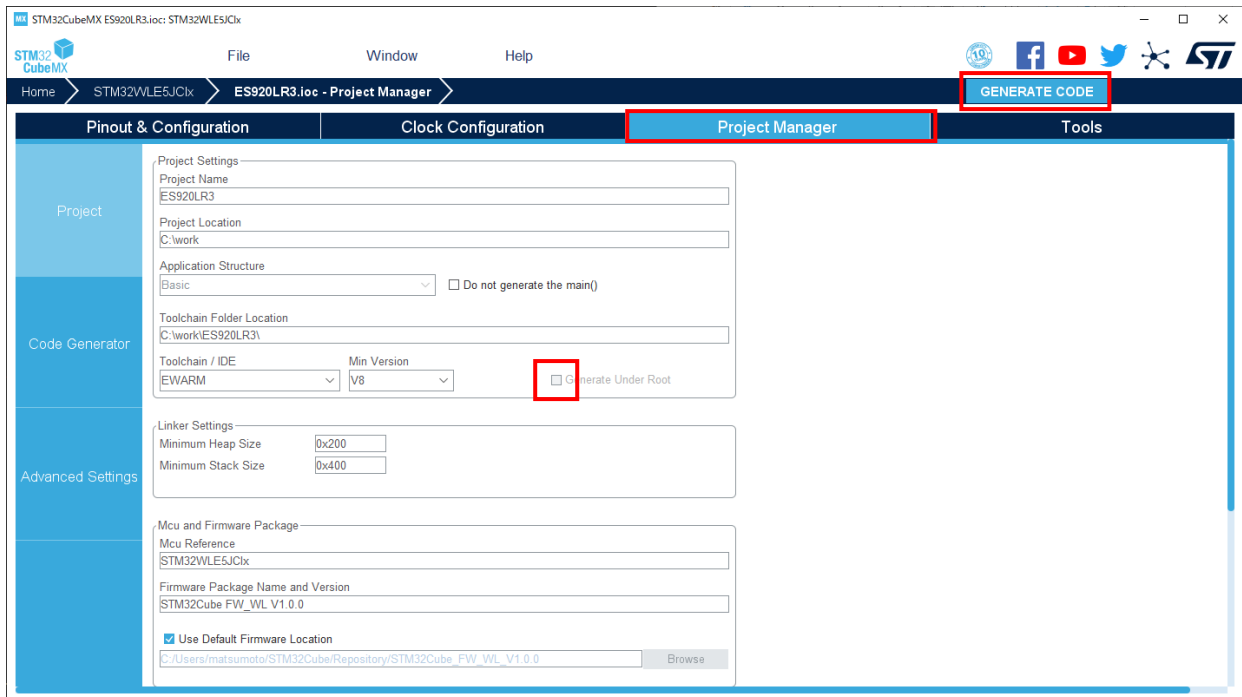 MX STM32CubeMX ES920LR3.ioc: STM32WLE5JCIx
STM32 CubeMX
File Window Help
10
Home STM32WLE5JCIx ES920LR3.ioc - Project Manager GENERATE CODE
Pinout & Configuration Clock Configuration Project Manager Tools
Project
Code Generator
Advanced Settings
Project Settings
Project Name
ES920LR3
Project Location
C:\work
Application Structure
Basic Do not generate the main()
Toolchain Folder Location
C:\work\ES920LR3\
Toolchain / IDE Min Version
EWARM V8 Generate Under Root
Linker Settings
Minimum Heap Size 0x200
Minimum Stack Size 0x400
Mcu and Firmware Package
Mcu Reference
STM32WLE5JCIx
Firmware Package Name and Version
STM32Cube FW_WL V1.0.0
Use Default Firmware Location
C:/Users/matsumoto/STM32Cube/Repository/STM32Cube_FW_WL_V1.0.0 Browse